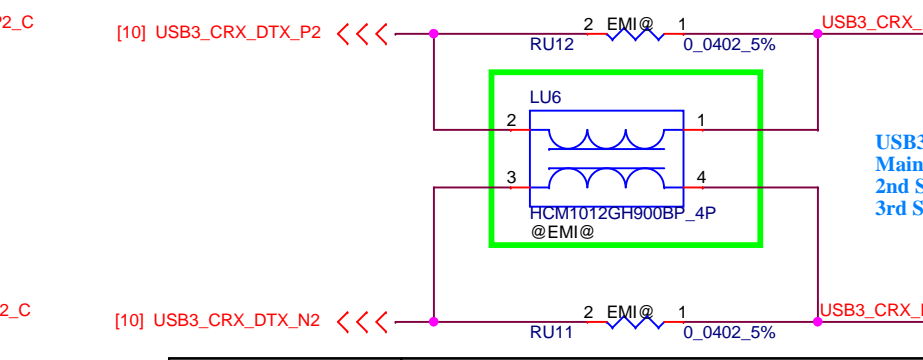 P2_C
[10] USB3_CRX_DTX_P2
2 EMI@ 1
RU12
0_0402_5%
USB3_CRX_
LU6
2
1
3
4
HCM1012GH900BP_4P
@EMI@
USB3
Main
2nd S
3rd S
2_C
[10] USB3_CRX_DTX_N2
2 EMI@ 1
RU11
0_0402_5%
USB3_CRX_